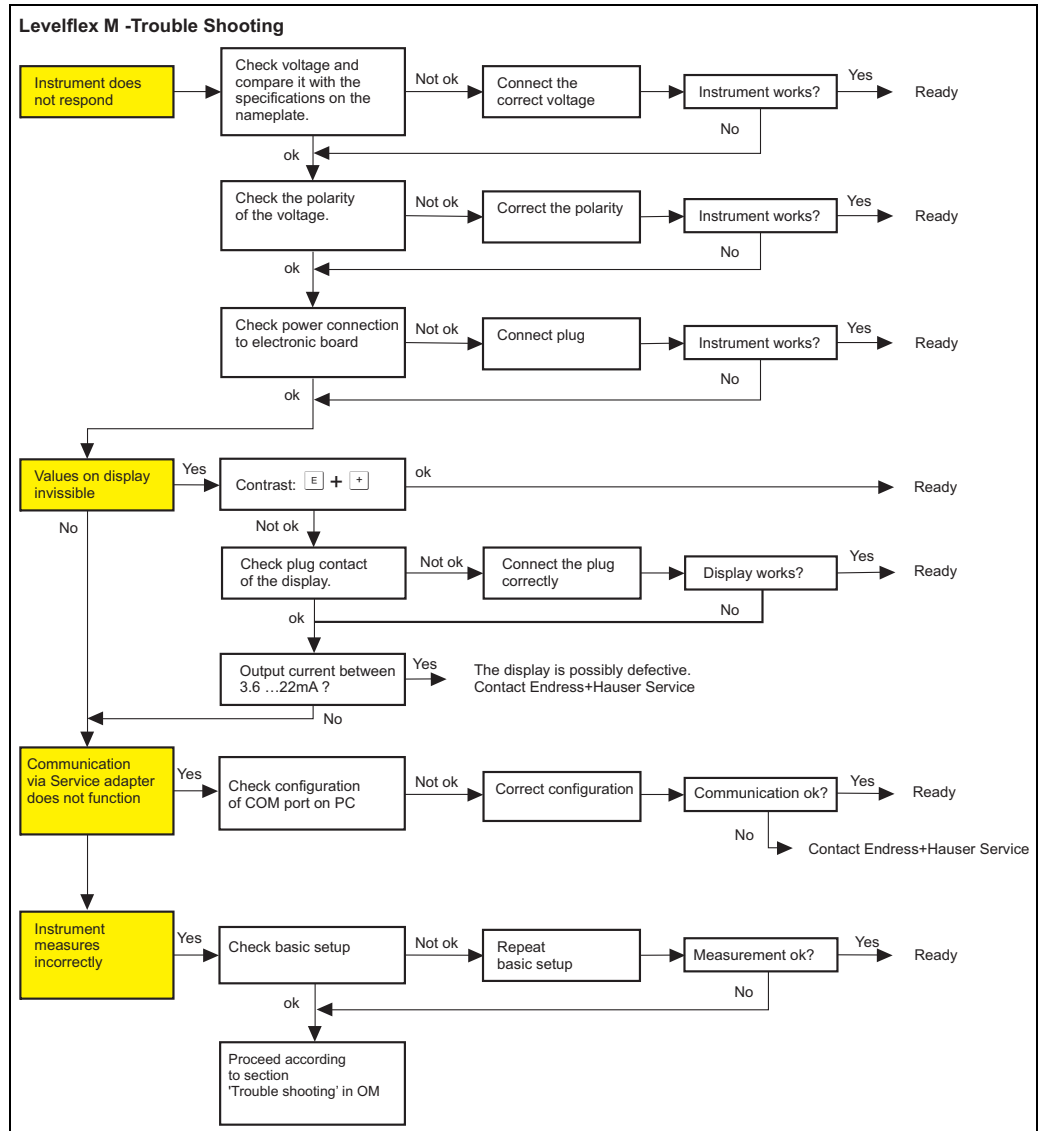 Levelflex M -Trouble Shooting
Instrument does
not respond
Check voltage and
compare it with the
specifications on the
nameplate.
Not ok
Connect the
correct voltage
Instrument works?
Yes
Ready
No
ok
Check the polarity
of the voltage.
Not ok
Correct the polarity
Instrument works?
Yes
Ready
No
ok
Check power connection
to electronic board
Not ok
Connect plug
Instrument works?
Yes
Ready
No
ok
Values on display
invissible
Yes
Contrast: E + +
ok
Ready
No
Not ok
Check plug contact
of the display.
Not ok
Connect the plug
correctly
Display works?
Yes
Ready
No
ok
Output current between
3.6 ...22mA ?
Yes
The display is possibly defective.
Contact Endress+Hauser Service
No
Communication
via Service adapter
does not function
Yes
Check configuration
of COM port on PC
Not ok
Correct configuration
Communication ok?
Yes
Ready
No
Contact Endress+Hauser Service
Instrument
measures
incorrectly
Yes
Check basic setup
Not ok
Repeat
basic setup
Measurement ok?
Yes
Ready
No
ok
Proceed according
to section
'Trouble shooting’ in OM